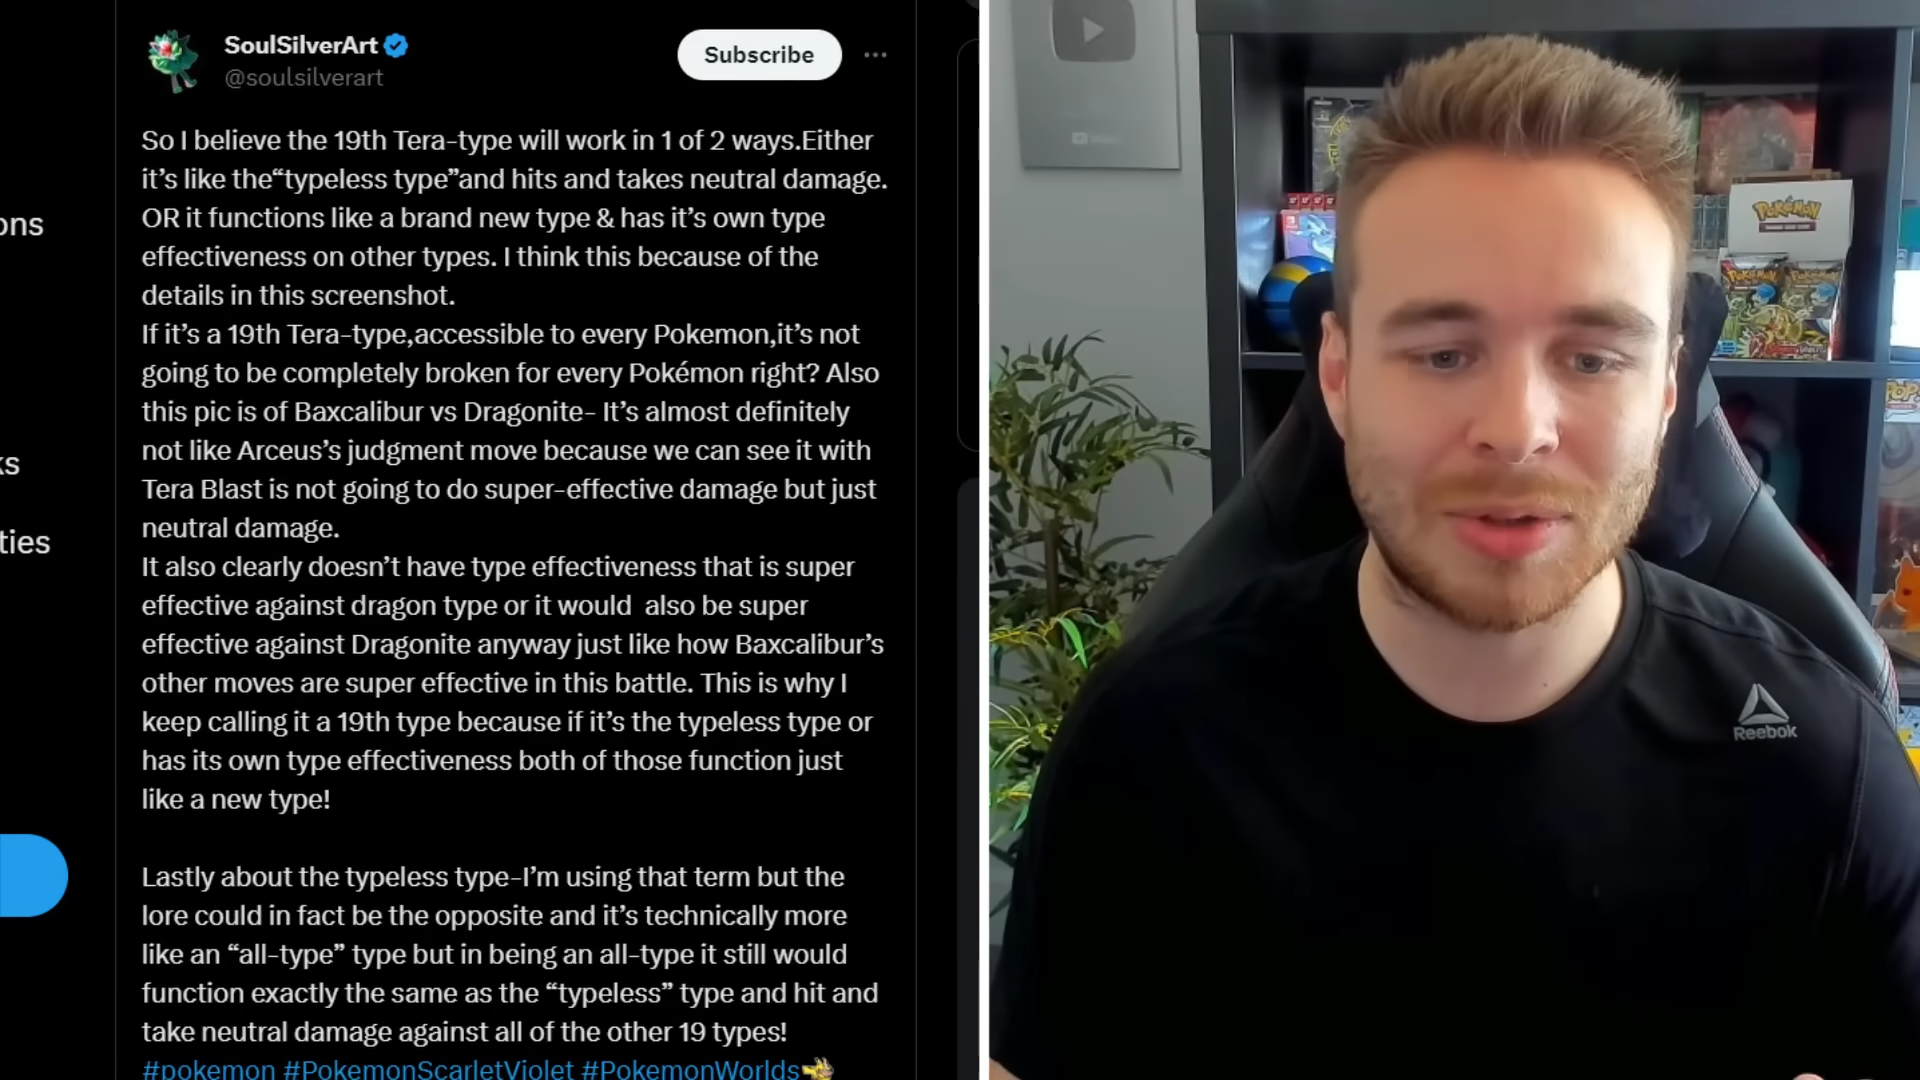 SoulSilverArt
@soulsilverart
Subscribe
So I believe the 19th Tera-type will work in 1 of 2 ways.Either
it’s like the“typeless type”and hits and takes neutral damage.
OR it functions like a brand new type & has it’s own type
effectiveness on other types. I think this because of the
details in this screenshot.
If it’s a 19th Tera-type,accessible to every Pokemon,it’s not
going to be completely broken for every Pokémon right? Also
this pic is of Baxcalibur vs Dragonite- It’s almost definitely
not like Arceus’s judgment move because we can see it with
Tera Blast is not going to do super-effective damage but just
neutral damage.
It also clearly doesn’t have type effectiveness that is super
effective against dragon type or it would also be super
effective against Dragonite anyway just like how Baxcalibur’s
other moves are super effective in this battle. This is why I
keep calling it a 19th type because if it’s the typeless type or
has its own type effectiveness both of those function just
like a new type!
Lastly about the typeless type-I’m using that term but the
lore could in fact be the opposite and it’s technically more
like an “all-type” type but in being an all-type it still would
function exactly the same as the “typeless” type and hit and
take neutral damage against all of the other 19 types!
#pokemon #PokemonScarletViolet #PokemonWorlds
ons
ks
ties
POKéMON
POKéMON
POKéMON
POP
Reebok